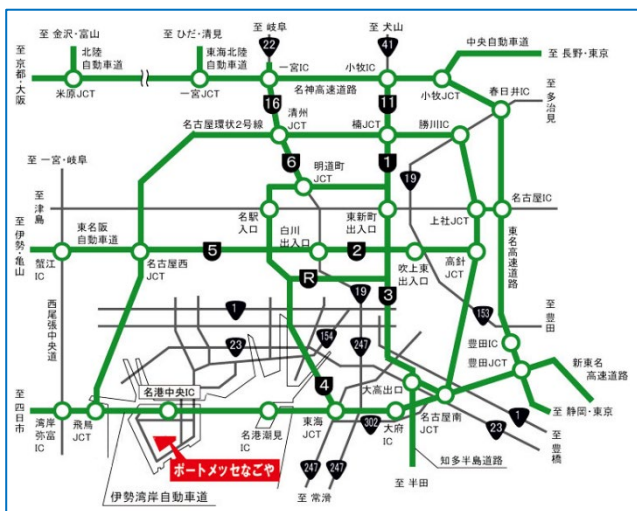 至 岐阜
至 犬山
至 金沢・富山
至 ひだ・清見
22
41
中央自動車道
至 長野・東京
至 京都・大阪
北陸
自動車道
東海北陸
自動車道
一宮IC
小牧IC
米原JCT
一宮JCT
名神高速道路
小牧JCT
春日井IC
至 多治見
16
11
名古屋環状2号線
清州
JCT
楠JCT
勝川IC
至 一宮・岐阜
6
1
明道町
JCT
19
至 津島
名駅
入口
東新町
出入口
上社JCT
名古屋IC
至 伊勢・亀山
東名阪
自動車道
白川
出入口
5
2
東名高速道路
蟹江
IC
名古屋西
JCT
吹上東
出入口
高針
JCT
R
西尾張中央道
19
3
153
至 豊田
1
23
154
247
豊田IC
豊田JCT
新東名
高速道路
4
名港中央IC
大高出口
至 四日市
湾岸
弥富
IC
飛鳥
JCT
名港潮見
IC
東海
JCT
302
大府
IC
名古屋南
JCT
23
1
至 静岡・東京
至 豊橋
ポートメッセなごや
知多半島道路
247
247
伊勢湾岸自動車道
至 常滑
至 半田